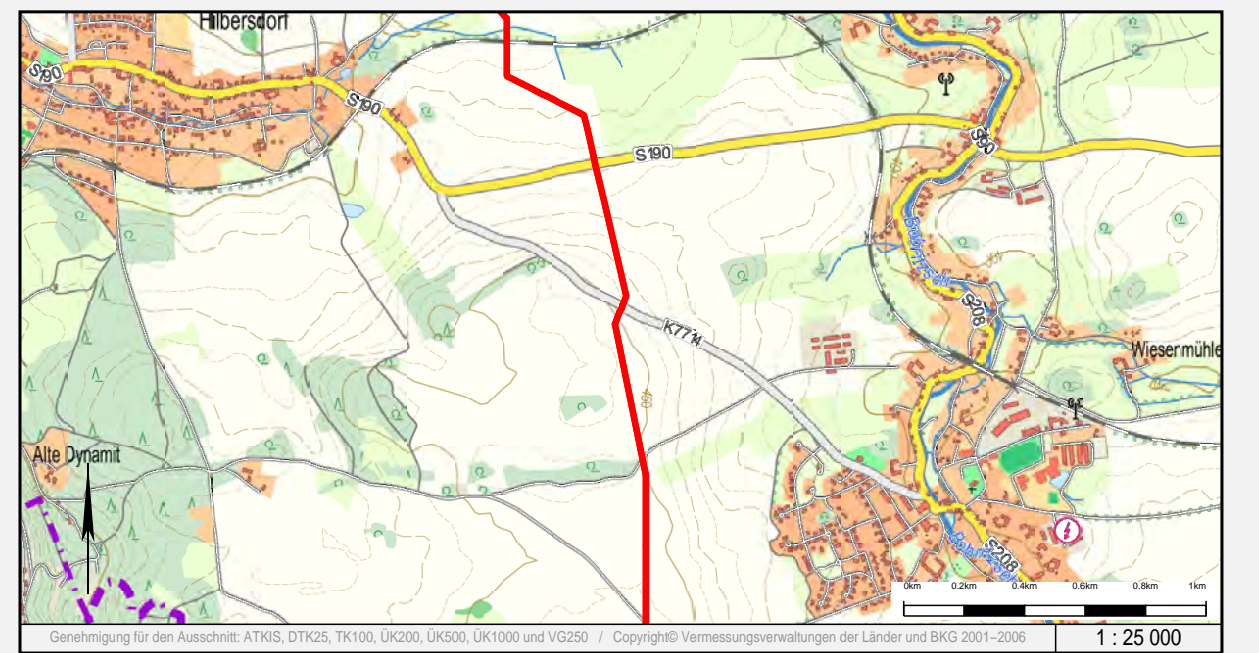 Hilbersdorf
S190
S190
S190
S190
Bobritzsch
S208
K7714
Wiesermühle
400
Alte Dynamit
S208
0km 0.2km 0.4km 0.6km 0.8km 1km
Genehmigung für den Ausschnitt: ATKIS, DTK25, TK100, ÜK200, ÜK500, ÜK1000 und VG250 / Copyright© Vermessungsverwaltungen der Länder und BKG 2001–2006
1 : 25 000